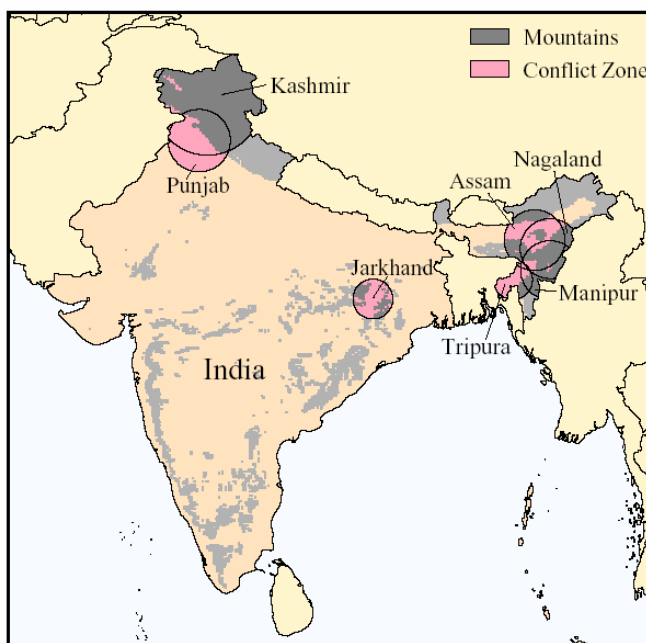 Mountains
Conflict Zone
Kashmir
Nagaland
Assam
Punjab
Jarkhand
Manipur
Tripura
India